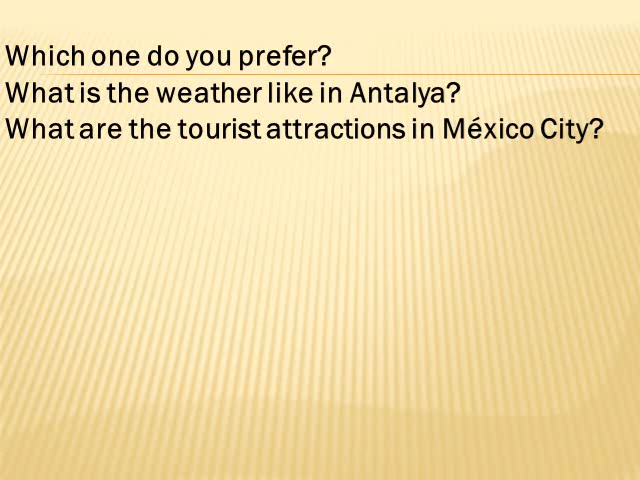 Which one do you prefer?
What is the weather like in Antalya?
What are the tourist attractions in México City?